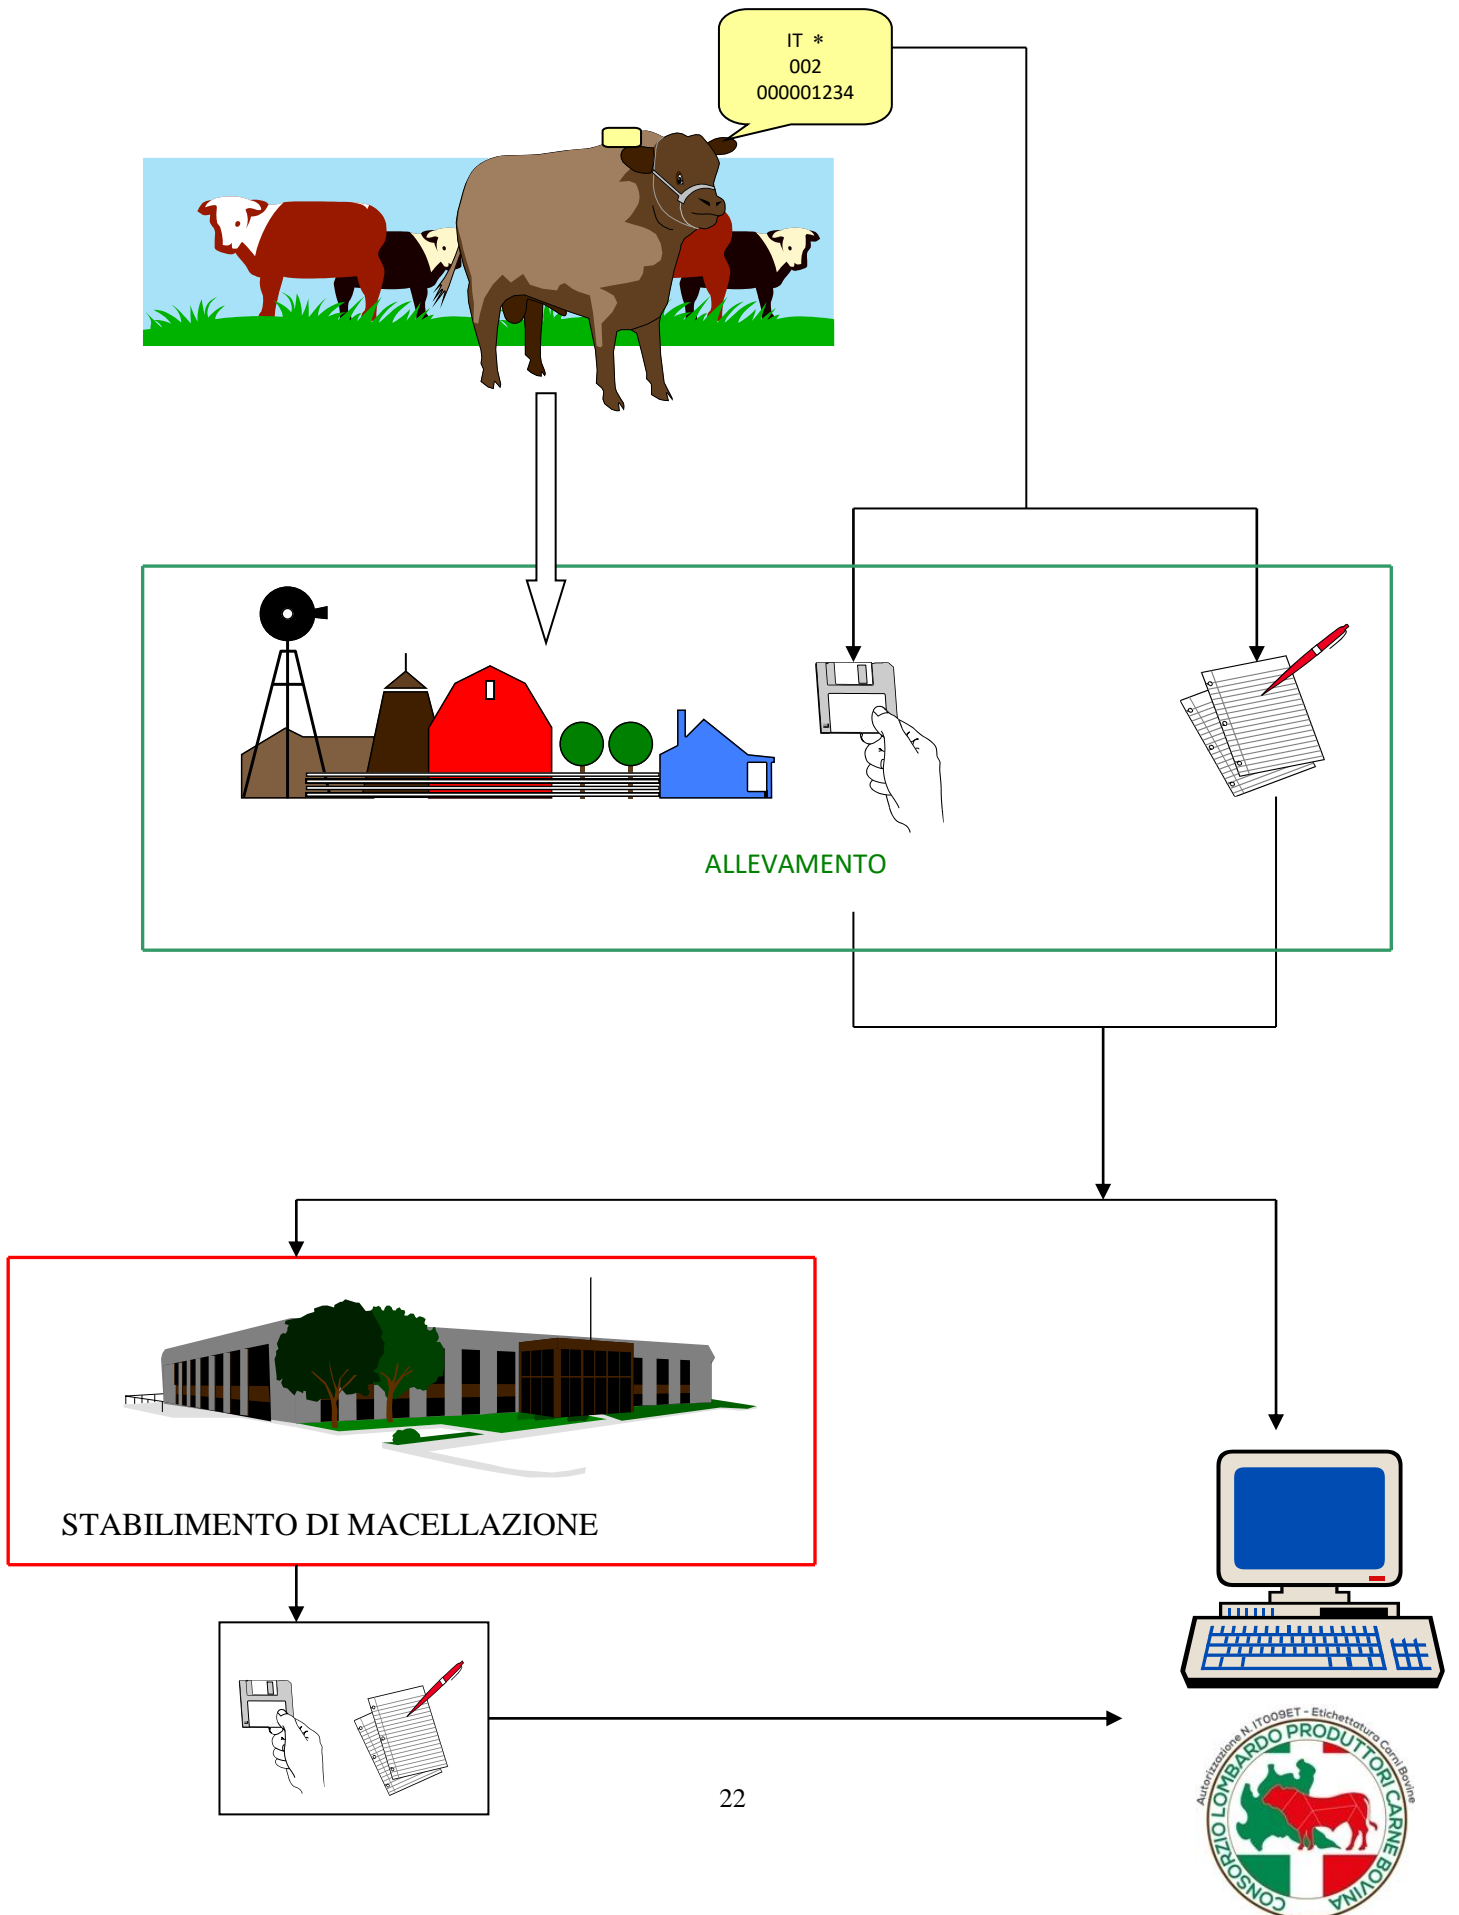 IT *
002
000001234
ALLEVAMENTO
STABILIMENTO DI MACELLAZIONE
22
Autorizzazione N. IT009ET - Etichettatura Carni Bovine
CONSORZIO LOMBARDO PRODUTTORI CARNE BOVINA